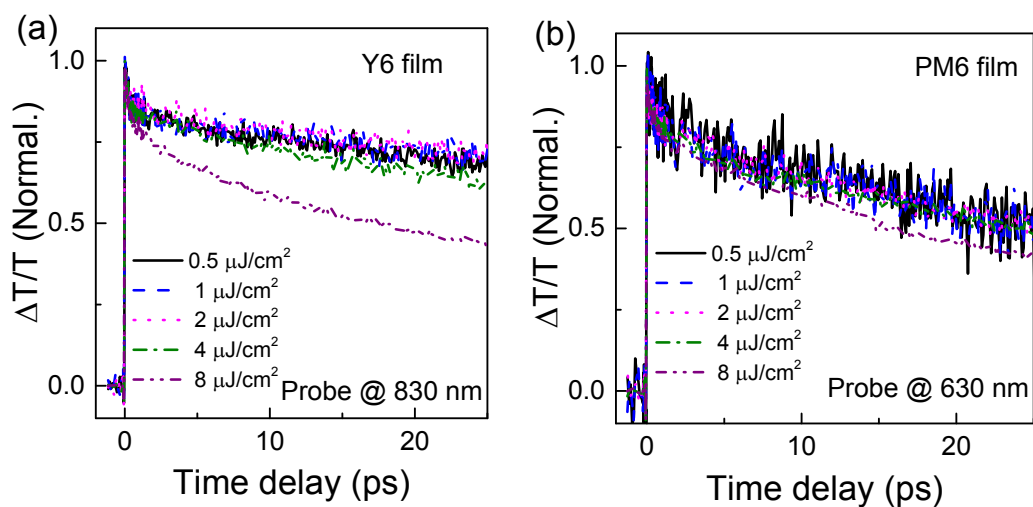 (a)
Y6 film
ΔT/T (Normal.)
1.0
0.5
0.0
0.5 μJ/cm²
1 μJ/cm²
2 μJ/cm²
4 μJ/cm²
8 μJ/cm²
Probe @ 830 nm
0 10 20
Time delay (ps)
(b)
PM6 film
ΔT/T (Normal.)
1.0
0.5
0.0
0.5 μJ/cm²
1 μJ/cm²
2 μJ/cm²
4 μJ/cm²
8 μJ/cm²
Probe @ 630 nm
0 10 20
Time delay (ps)